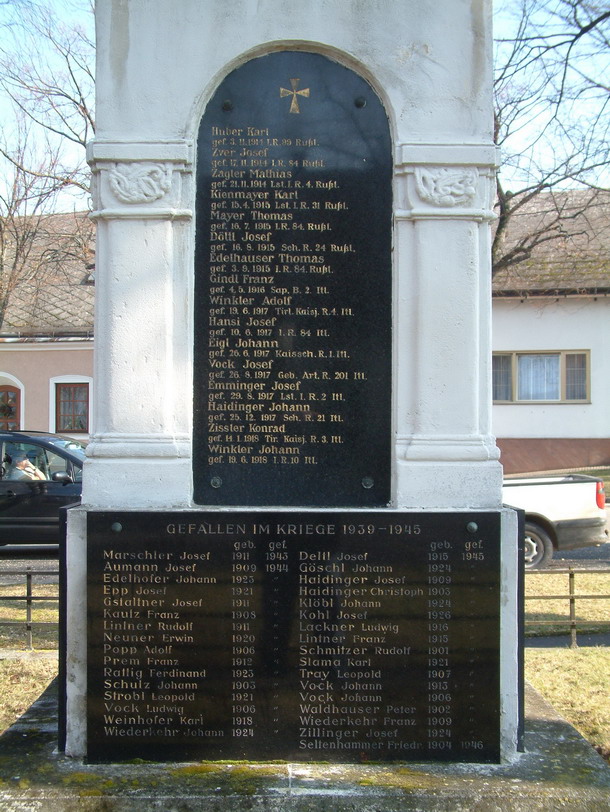 Huber Karl
gef. 3.11.1914 I.R. 99 Rußl.
Zver Josef
gef. 17.11.1914 I.R. 84 Rußl.
Zagler Mathias
gef. 21.11.1914 Lst. I.R. 4. Rußl.
Kienmayer Karl
gef. 15.4.1915 Lst. I.R. 31 Rußl.
Mayer Thomas
gef. 16.7.1915 I.R. 84. Rußl.
Döltl Josef
gef. 16.8.1915 Sch.R. 24 Rußl.
Edelhauser Thomas
gef. 3.9.1915 I.R. 84. Rußl.
Gindl Franz
gef. 4.5.1916 Sap. B. 2. Itl.
Winkler Adolf
gef. 19.6.1917 Tirl. Kaisj. R. 4. Itl.
Hansi Josef
gef. 10.6.1917 I.R. 84 Itl.
Eigl Johann
gef. 26.6.1917 Kaissch. R. 1. Itl.
Vock Josef
gef. 26.8.1917 Geb. Art. R. 201 Itl.
Emminger Josef
gef. 29.8.1917 Lst. I.R. 2 Itl.
Haidinger Johann
gef. 25.12.1917 Sch. R. 21 Itl.
Zissler Konrad
gef. 14.1.1918 Tir. Kaisj. R. 3. Itl.
Winkler Johann
gef. 19.6.1918 I.R. 10 Itl.
GEFALLEN IM KRIEGE 1939-1945
geb. gef.
Marschler Josef 1911 1943
Aumann Josef 1909 1944
Edelhofer Johann 1923 "
Epp Josef 1921 "
Gstaltner Josef 1911 "
Kautz Franz 1908 "
Lintner Rudolf 1911 "
Neuner Erwin 1920 "
Popp Adolf 1906 "
Prem Franz 1912 "
Rattig Ferdinand 1923 "
Schulz Johann 1903 "
Strobl Leopold 1921 "
Vock Ludwig 1906 "
Weinhofer Karl 1918 "
Wiederkehr Johann 1924 "
geb. gef.
Deltl Josef 1915 1945
Göschl Johann 1924 "
Haidinger Josef 1909 "
Haidinger Christoph 1903 "
Klöbl Johann 1924 "
Kohl Josef 1926 "
Lackner Ludwig 1916 "
Lintner Franz 1915 "
Schmitzer Rudolf 1901 "
Slama Karl 1921 "
Tray Leopold 1907 "
Vock Johann 1913 "
Vock Johann 1906 "
Waldhauser Peter 1902 "
Wiederkehr Franz 1909 "
Zillinger Josef 1924 "
Seltenhammer Friedr. 1904 1946